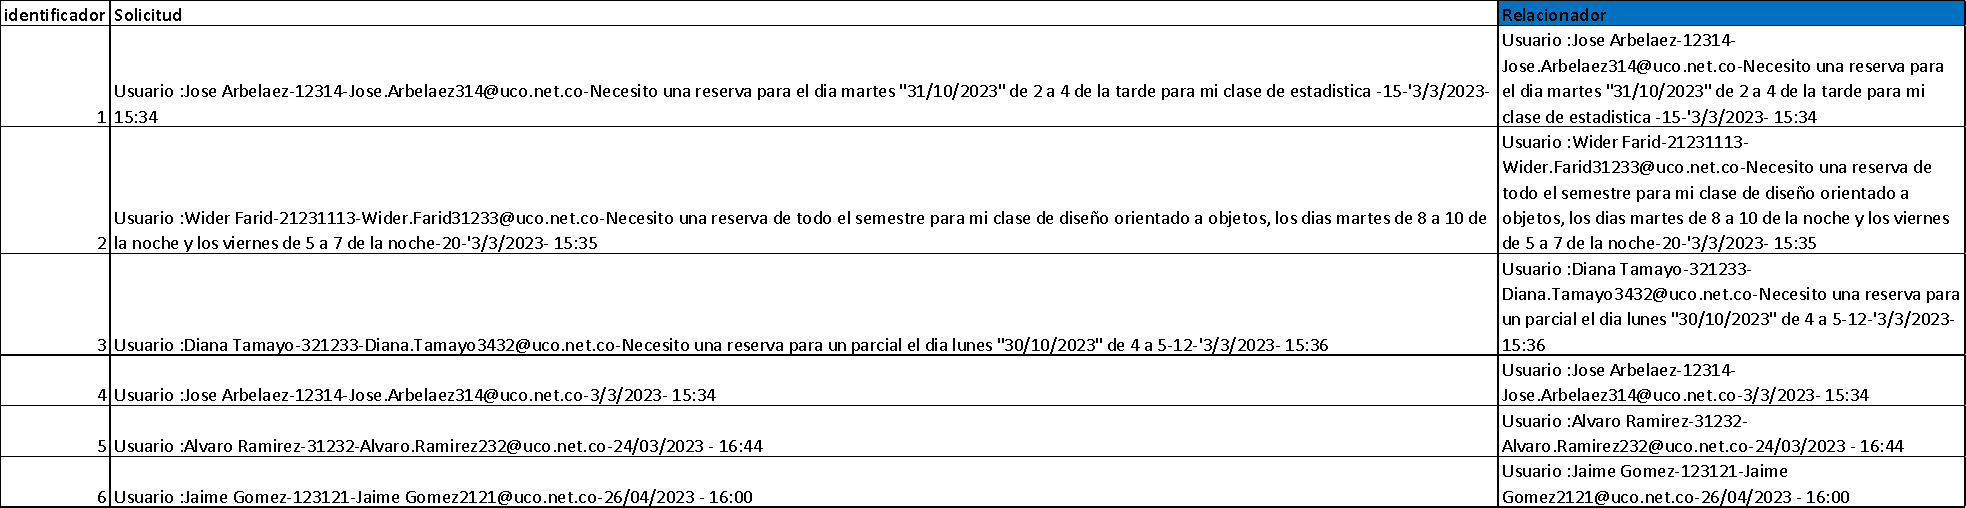 identificador Solicitud Relacionador
1 Usuario :Jose Arbelaez-12314-Jose.Arbelaez314@uco.net.co-Necesito una reserva para el dia martes "31/10/2023" de 2 a 4 de la tarde para mi clase de estadistica -15-'3/3/2023-
15:34
Usuario :Jose Arbelaez-12314-
Jose.Arbelaez314@uco.net.co-Necesito una reserva para
el dia martes "31/10/2023" de 2 a 4 de la tarde para mi
clase de estadistica -15-'3/3/2023- 15:34
2 Usuario :Wider Farid-21231113-Wider.Farid31233@uco.net.co-Necesito una reserva de todo el semestre para mi clase de diseño orientado a objetos, los dias martes de 8 a 10 de
la noche y los viernes de 5 a 7 de la noche-20-'3/3/2023- 15:35
Usuario :Wider Farid-21231113-
Wider.Farid31233@uco.net.co-Necesito una reserva de
todo el semestre para mi clase de diseño orientado a
objetos, los dias martes de 8 a 10 de la noche y los viernes
de 5 a 7 de la noche-20-'3/3/2023- 15:35
3 Usuario :Diana Tamayo-321233-Diana.Tamayo3432@uco.net.co-Necesito una reserva para un parcial el dia lunes "30/10/2023" de 4 a 5-12-'3/3/2023- 15:36
Usuario :Diana Tamayo-321233-
Diana.Tamayo3432@uco.net.co-Necesito una reserva para
un parcial el dia lunes "30/10/2023" de 4 a 5-12-'3/3/2023-
15:36
4 Usuario :Jose Arbelaez-12314-Jose.Arbelaez314@uco.net.co-3/3/2023- 15:34
Usuario :Jose Arbelaez-12314-
Jose.Arbelaez314@uco.net.co-3/3/2023- 15:34
5 Usuario :Alvaro Ramirez-31232-Alvaro.Ramirez232@uco.net.co-24/03/2023 - 16:44
Usuario :Alvaro Ramirez-31232-
Alvaro.Ramirez232@uco.net.co-24/03/2023 - 16:44
6 Usuario :Jaime Gomez-123121-Jaime Gomez2121@uco.net.co-26/04/2023 - 16:00
Usuario :Jaime Gomez-123121-Jaime
Gomez2121@uco.net.co-26/04/2023 - 16:00